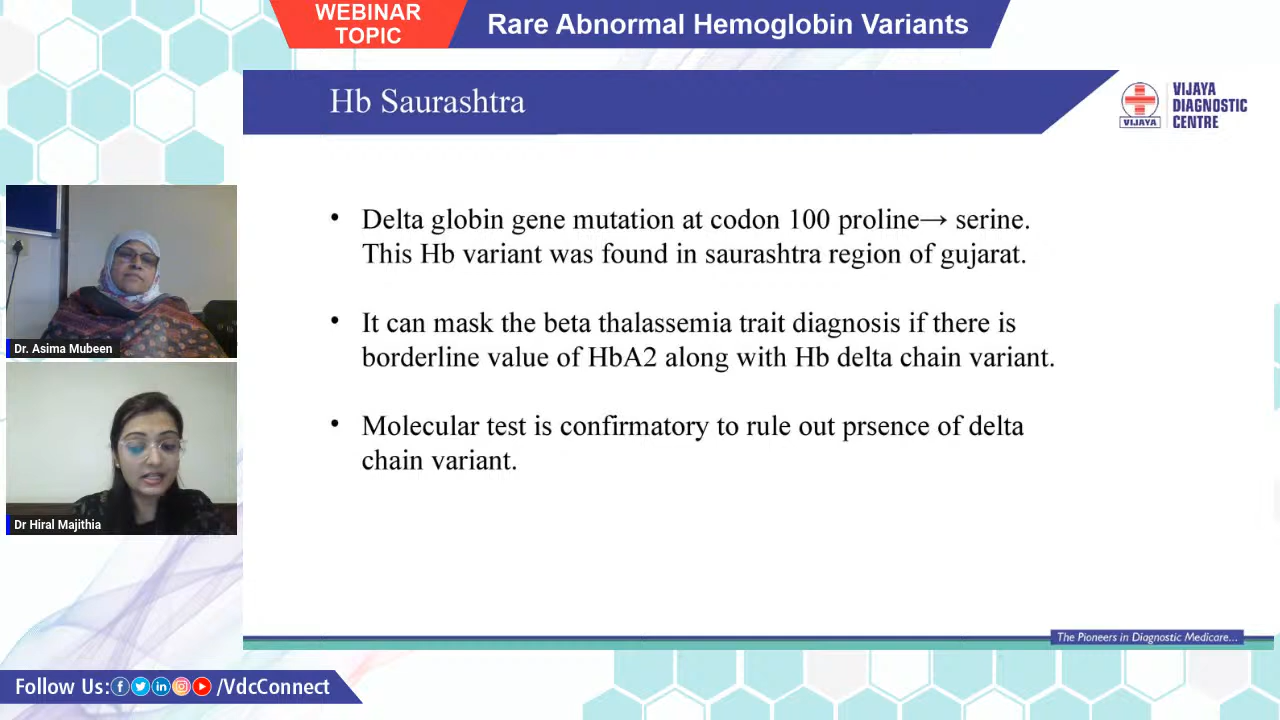 WEBINAR
TOPIC
Rare Abnormal Hemoglobin Variants
Hb Saurashtra
VIJAYA
VIJAYA
DIAGNOSTIC
CENTRE
• Delta globin gene mutation at codon 100 proline→ serine.
This Hb variant was found in saurashtra region of gujarat.
• It can mask the beta thalassemia trait diagnosis if there is
borderline value of HbA2 along with Hb delta chain variant.
• Molecular test is confirmatory to rule out prsence of delta
chain variant.
Dr. Asima Mubeen
Dr Hiral Majithia
The Pioneers in Diagnostic Medicare...
Follow Us: /VdcConnect